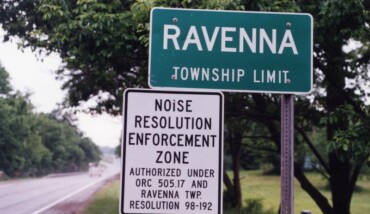 RAVENNA
TOWNSHIP LIMIT
NOiSE
RESOLUTION
ENFORCEMENT
ZONE
AUTHORIZED UNDER
ORC 505.17 AND
RAVENNA TWP.
RESOLUTION 98-192